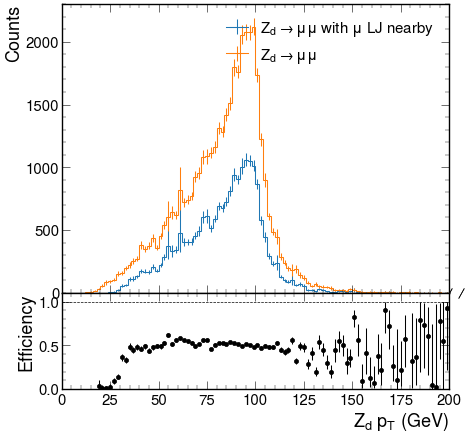 Counts
2000
1500
1000
500
0
Z_d → μ μ with μ LJ nearby
Z_d → μ μ
Efficiency
1.0
0.5
0.0
0 25 50 75 100 125 150 175 200
Z_d p_T (GeV)